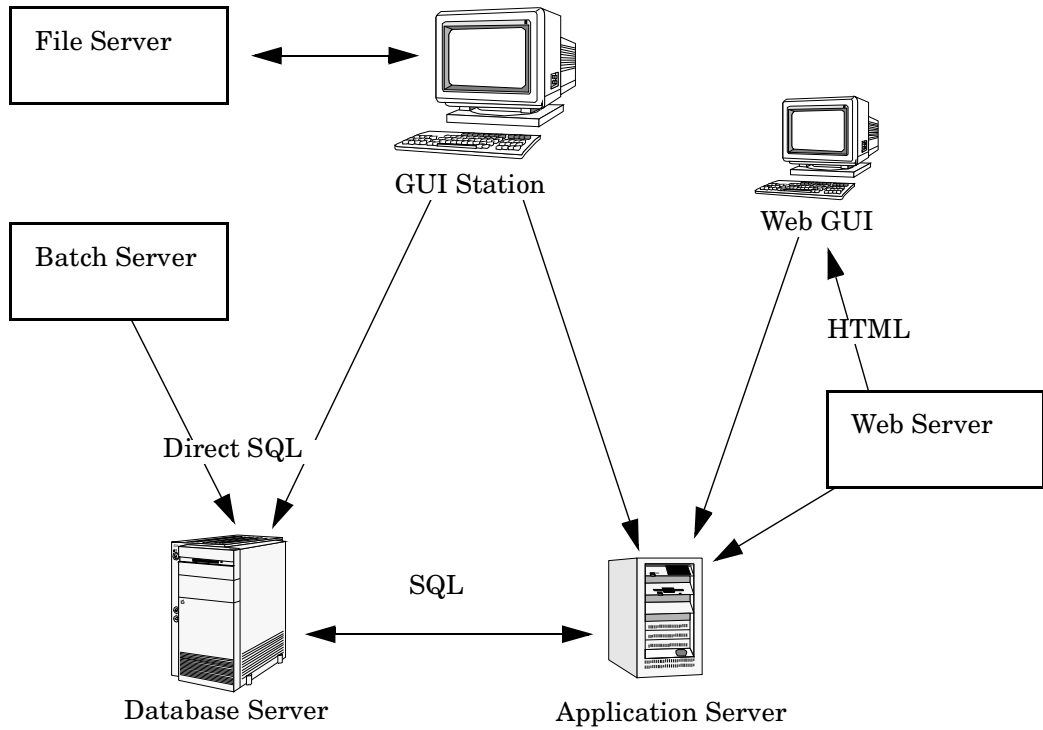 File Server
GUI Station
Web GUI
Batch Server
HTML
Web Server
Direct SQL
SQL
Database Server
Application Server